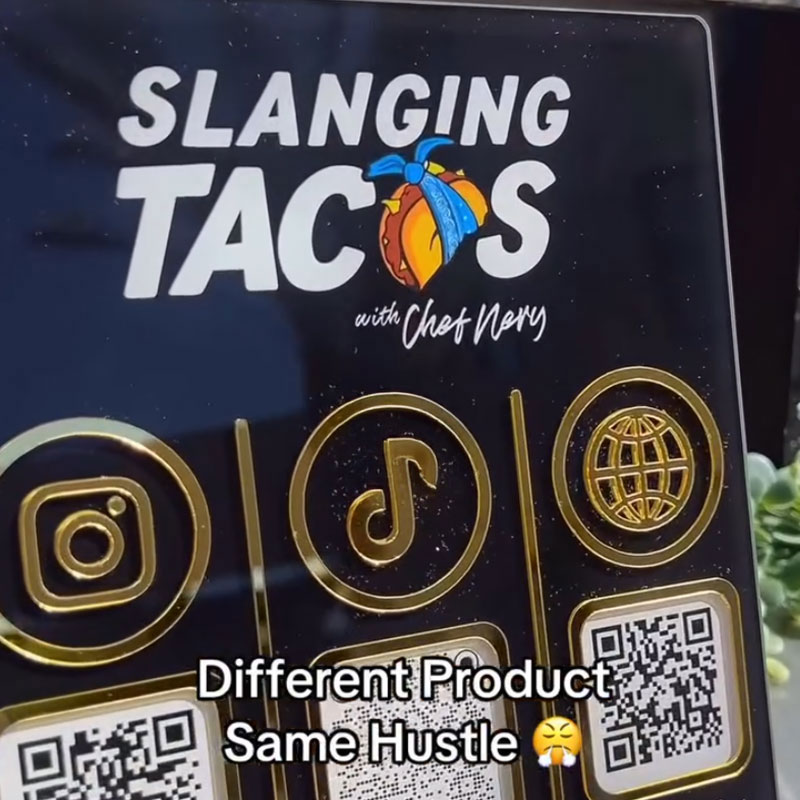 SLANGING
TACOS
with Chef Nery
Different Product
Same Hustle 😤